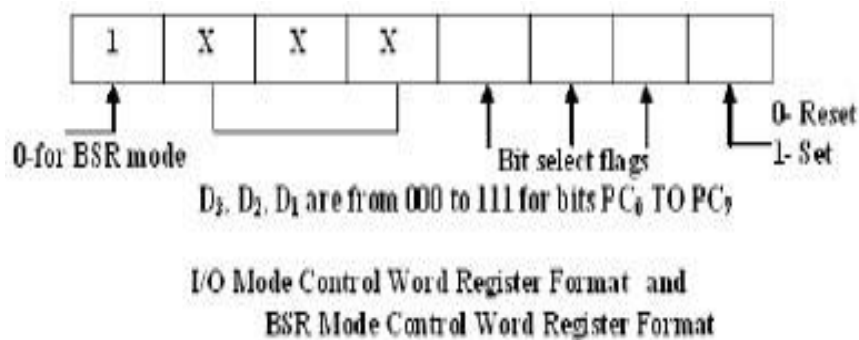 1 X X X
0- Reset
0-for BSR mode Bit select flags 1- Set
D₃, D₂, D₁ are from 000 to 111 for bits PC₀ TO PC₇
I/O Mode Control Word Register Format and
BSR Mode Control Word Register Format